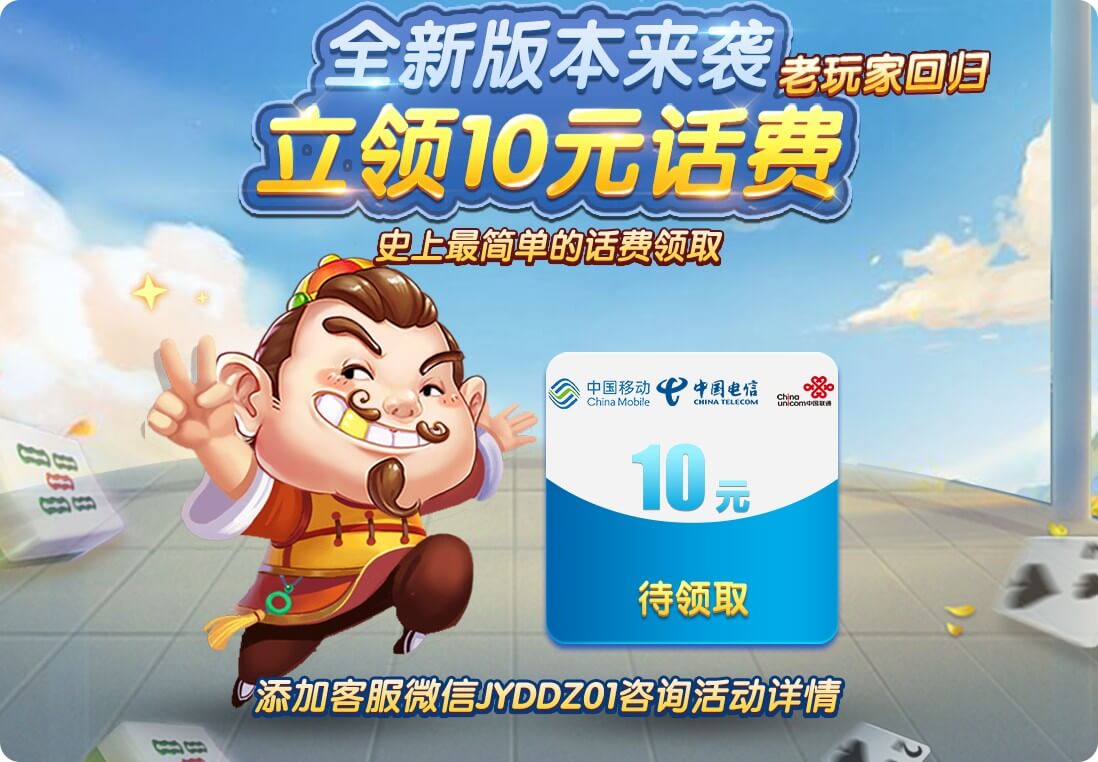 全新版本来袭
老玩家回归
立领10元话费
史上最简单的话费领取
中国移动
China Mobile
中国电信
CHINA TELECOM
China
unicom中国联通
10元
待领取
添加客服微信JYDDZ01咨询活动详情